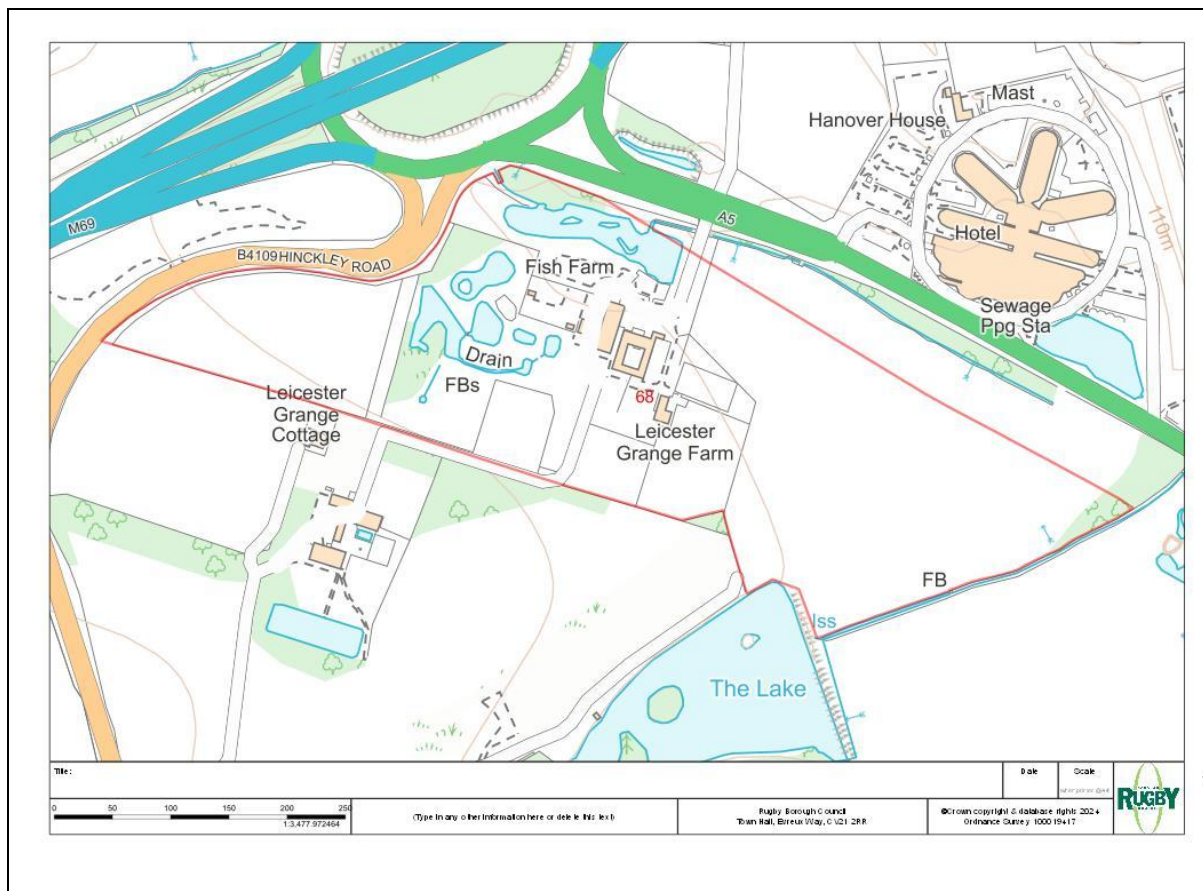 Mast
Hanover House
M69
A5
110m
Hotel
B4109HINCKLEY ROAD
Fish Farm
Sewage
Ppg Sta
Drain
FBs
68
Leicester
Grange
Cottage
Leicester
Grange Farm
FB
Iss
The Lake
Title:
Date
Scale
0 50 100 150 200 250
1:3,477.972464
(Type in any other information here or delete this text)
Rugby Borough Council
Town Hall, Evreux Way, CV21 2RR
©Crown copyright & database rights 2024
Ordnance Survey 100019417
RUGBY